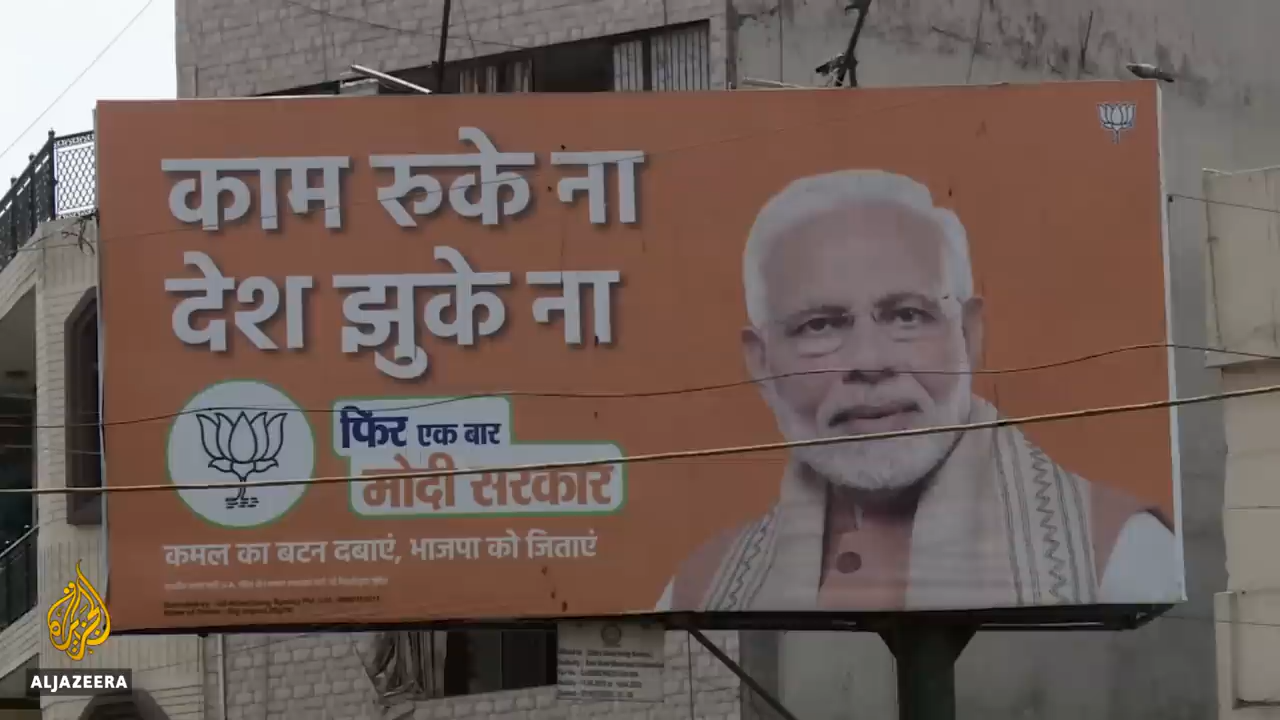 काम रुके ना
देश झुके ना
फिर एक बार
मोदी सरकार
कमल का बटन दबाएं, भाजपा को जिताएं
ALJAZEERA